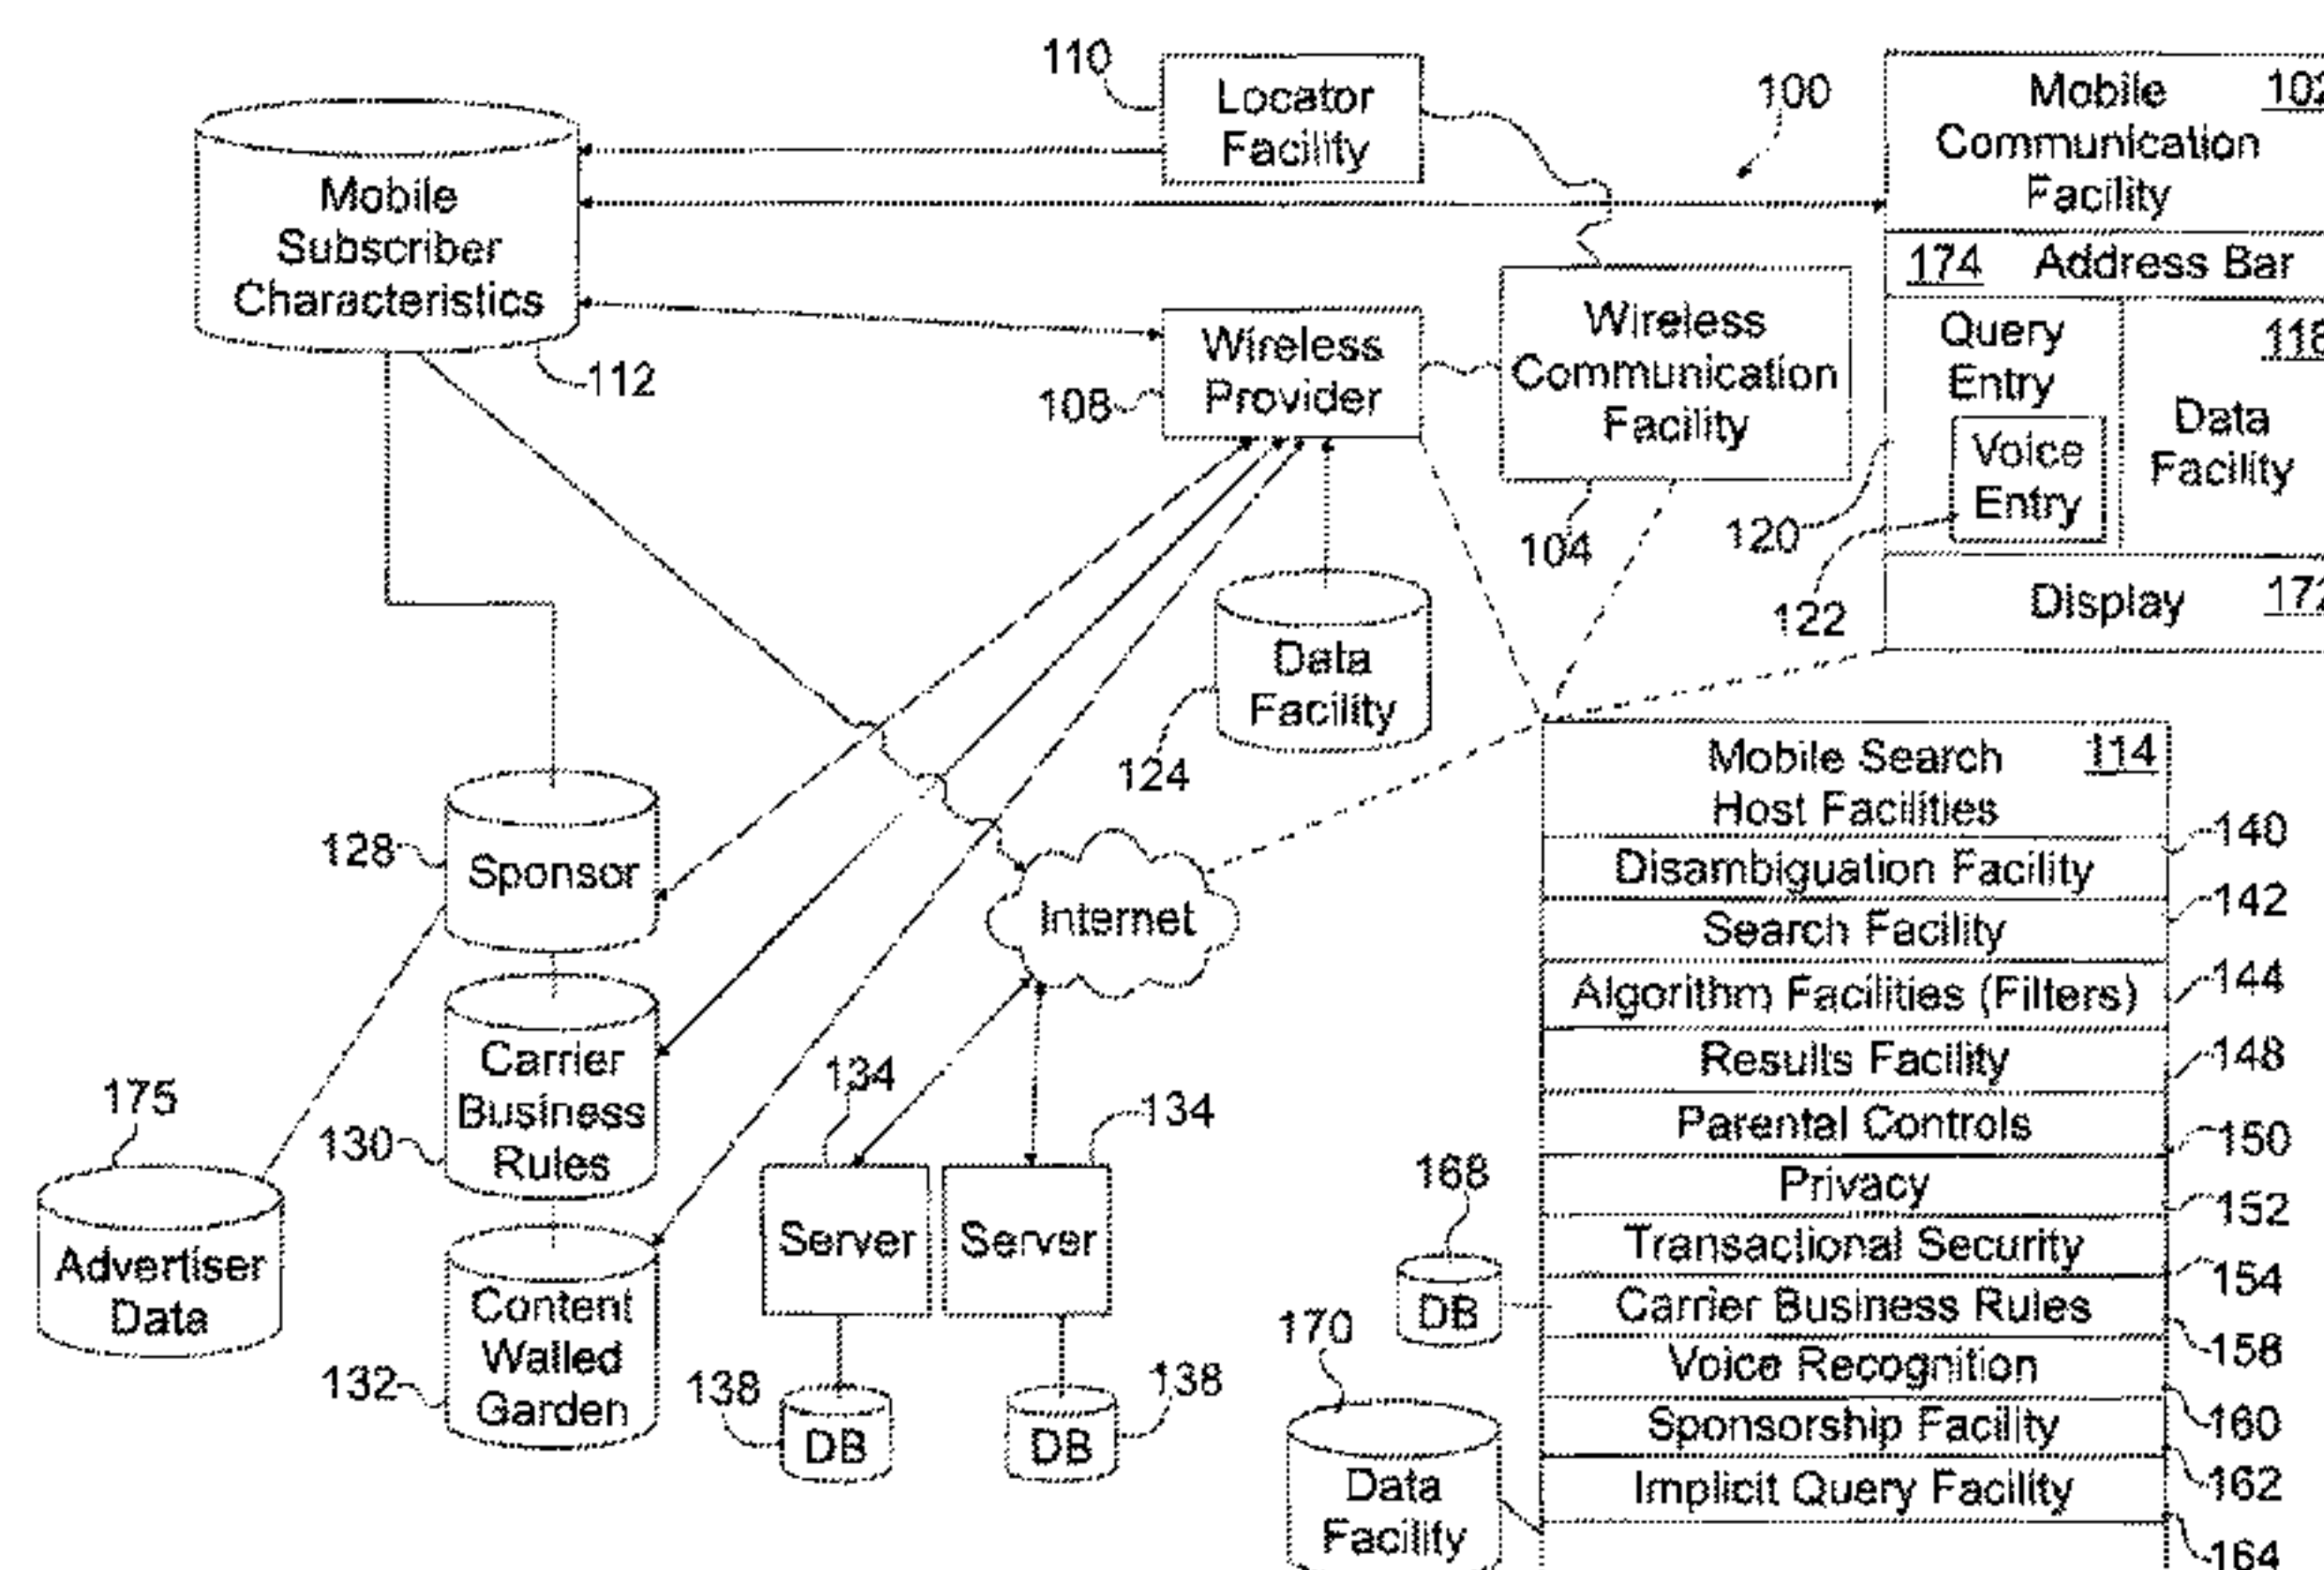 110
Locator
Facility
100
Mobile
Communication
Facility
102
174
Address Bar
Query
Entry
Voice
Entry
118
Data
Facility
120
122
Display
172
Mobile
Subscriber
Characteristics
112
Wireless
Provider
108
Wireless
Communication
Facility
104
Data
Facility
124
128
Sponsor
Carrier
Business
Rules
130
Content
Walled
Garden
132
175
Advertiser
Data
Internet
134
134
Server
Server
138
DB
DB
138
Mobile Search
Host Facilities
114
140
Disambiguation Facility
142
Search Facility
144
Algorithm Facilities (Filters)
148
Results Facility
Parental Controls
150
Privacy
152
Transactional Security
154
Carrier Business Rules
158
Voice Recognition
160
Sponsorship Facility
162
Implicit Query Facility
164
168
DB
170
Data
Facility